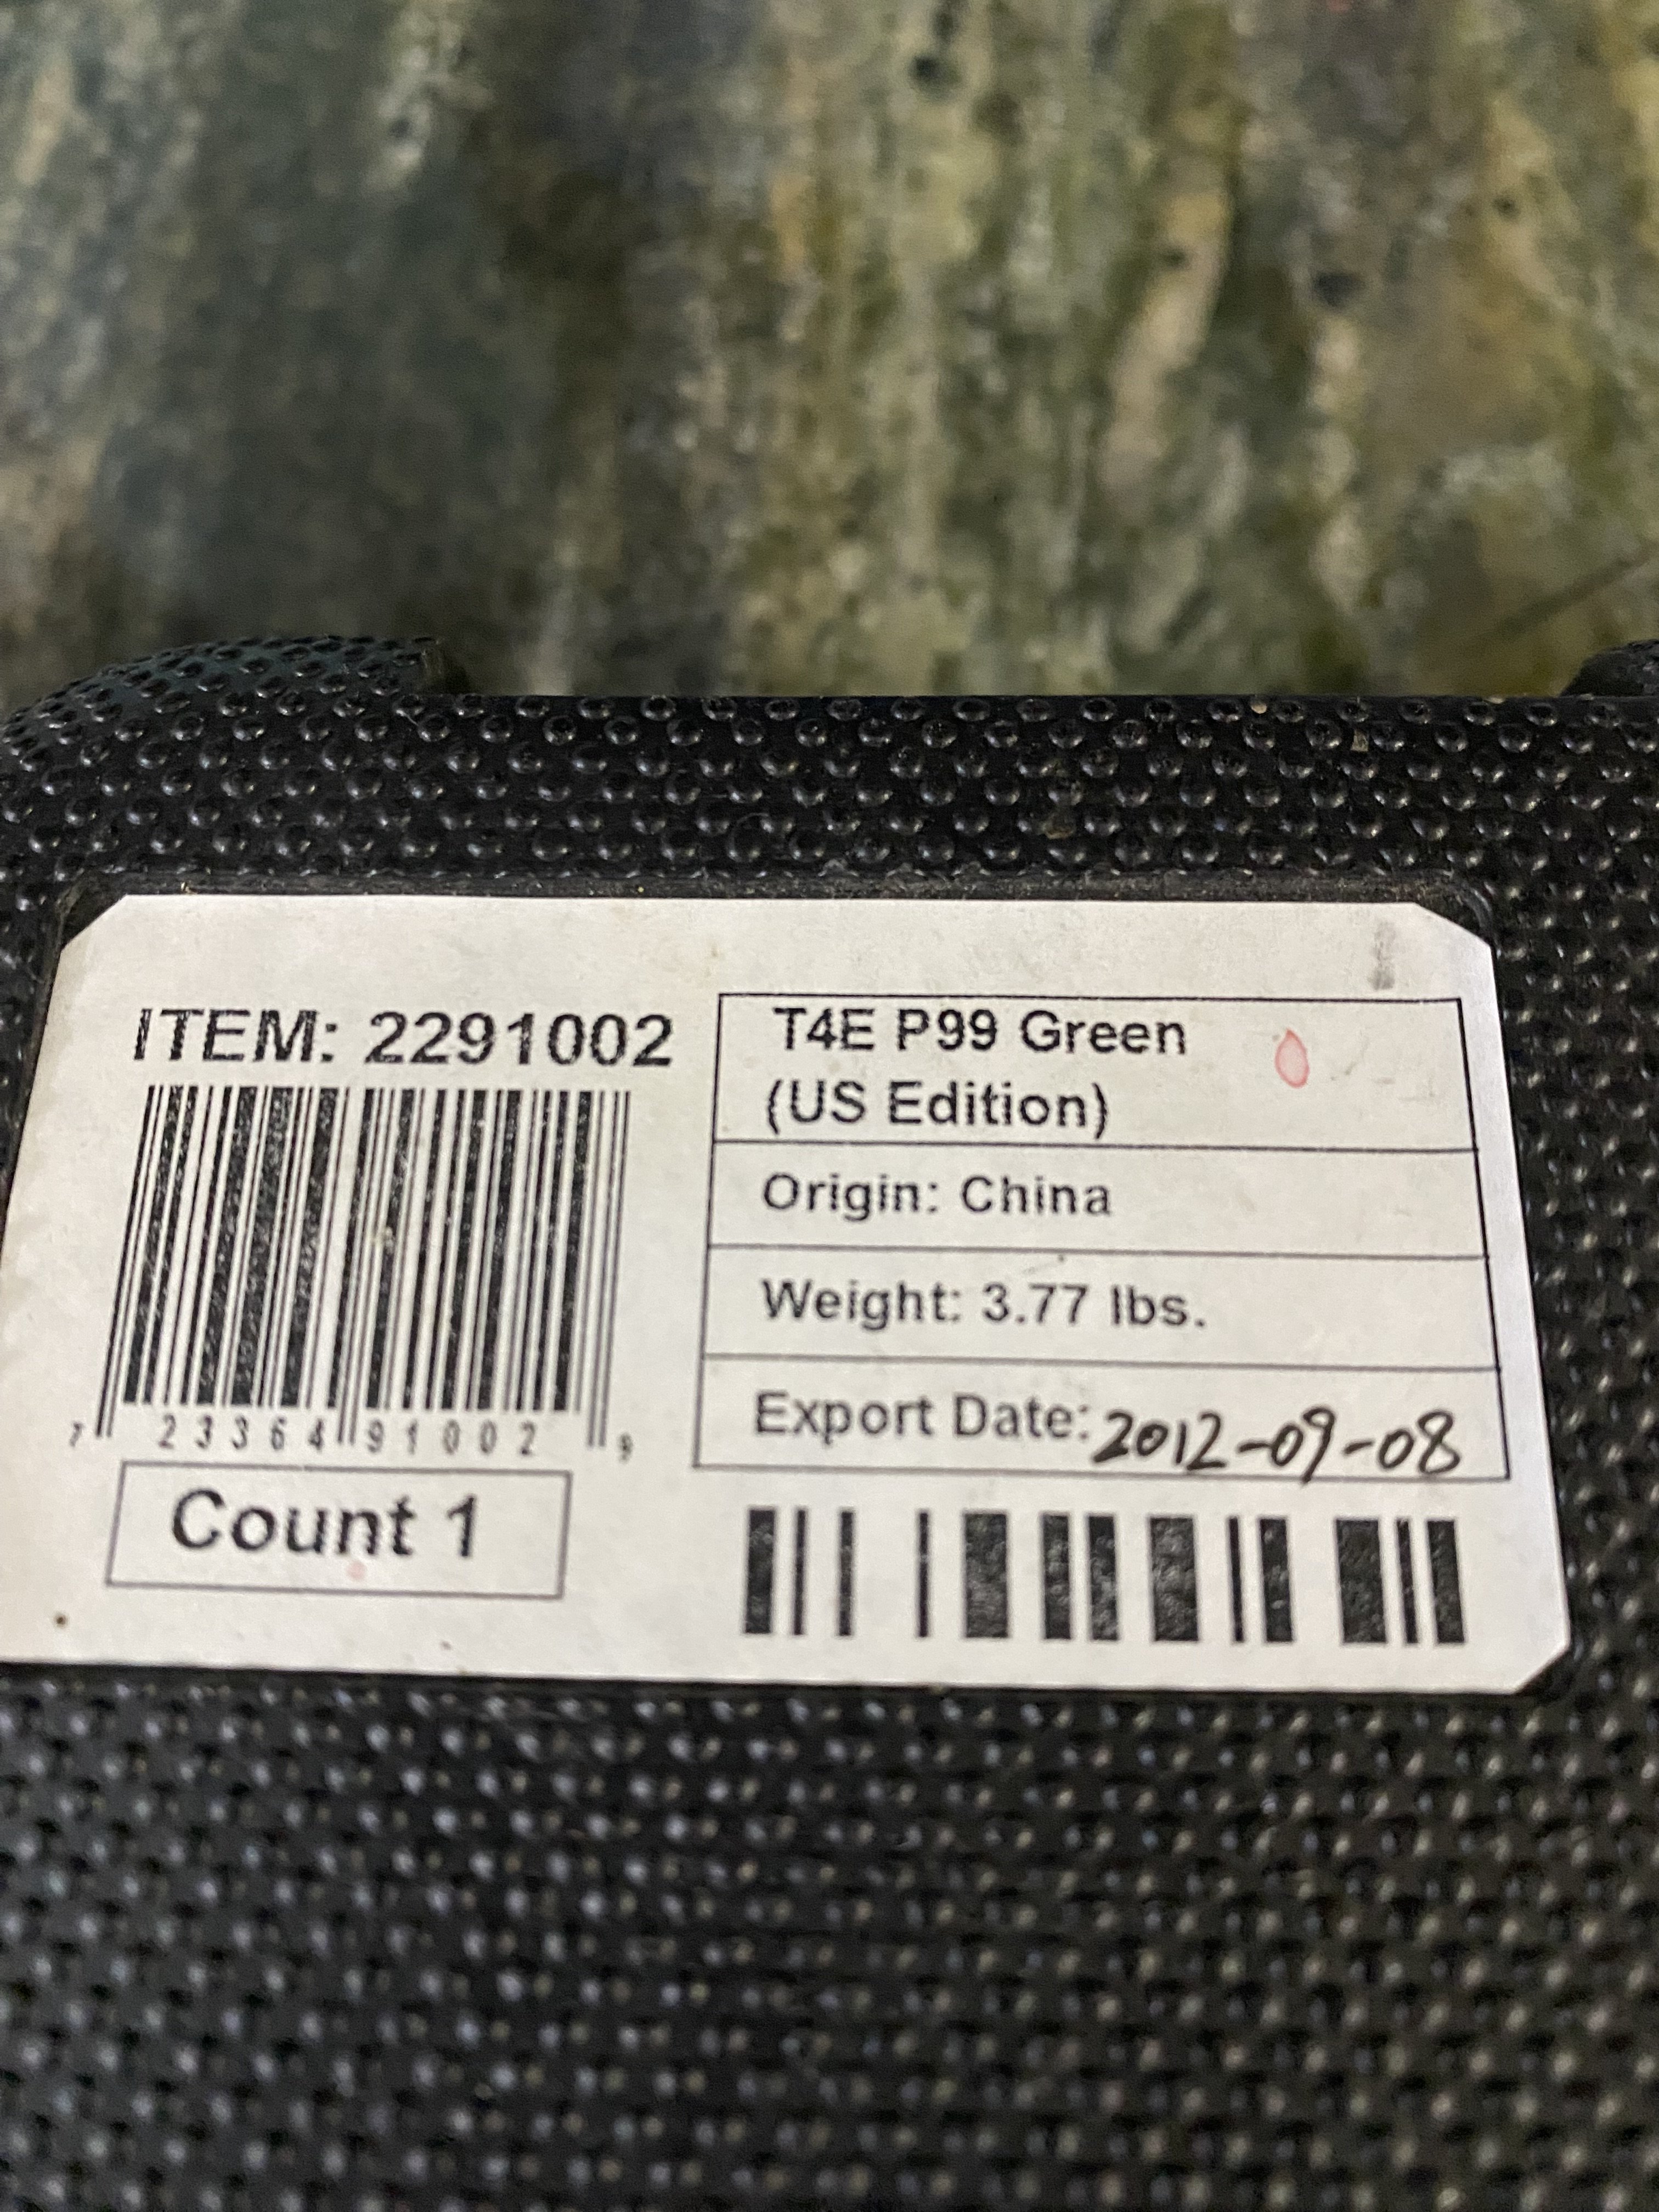 ITEM: 2291002
7 23364 91002 9
Count 1
T4E P99 Green
(US Edition)
Origin: China
Weight: 3.77 lbs.
Export Date: 2012-09-08